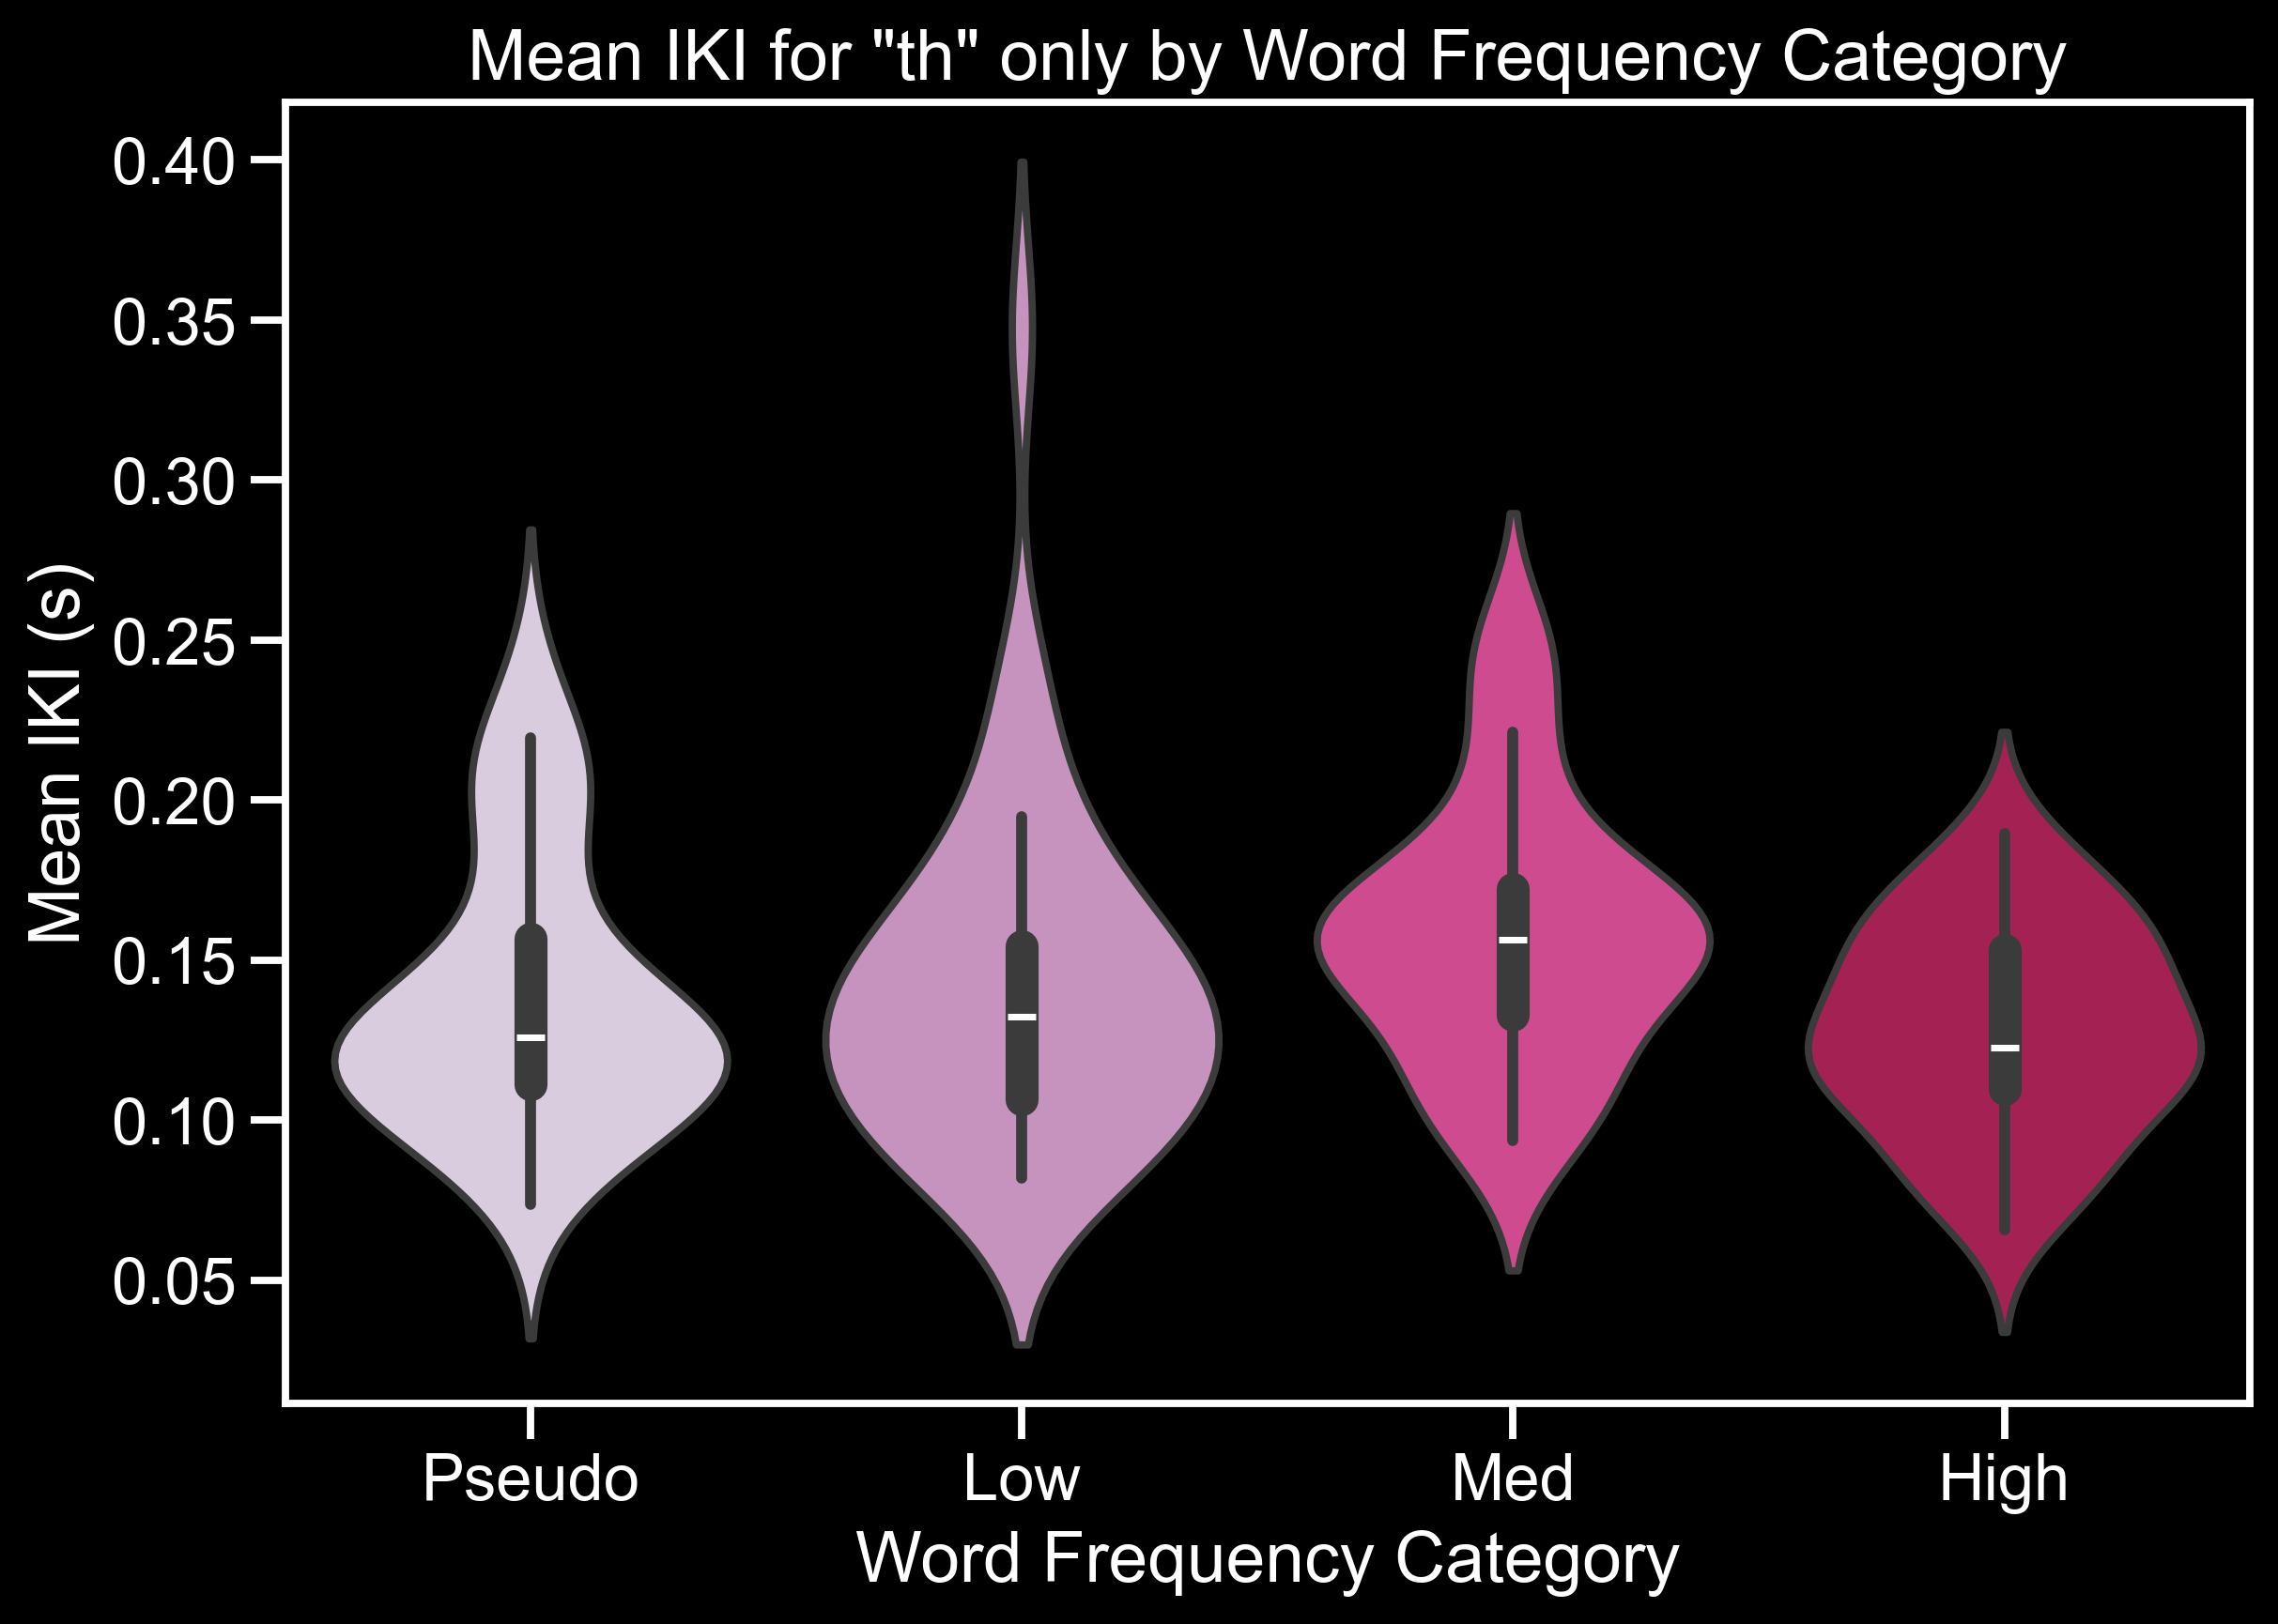 Mean IKI for "th" only by Word Frequency Category
Mean IKI (s)
0.40
0.35
0.30
0.25
0.20
0.15
0.10
0.05
Pseudo Low Med High
Word Frequency Category